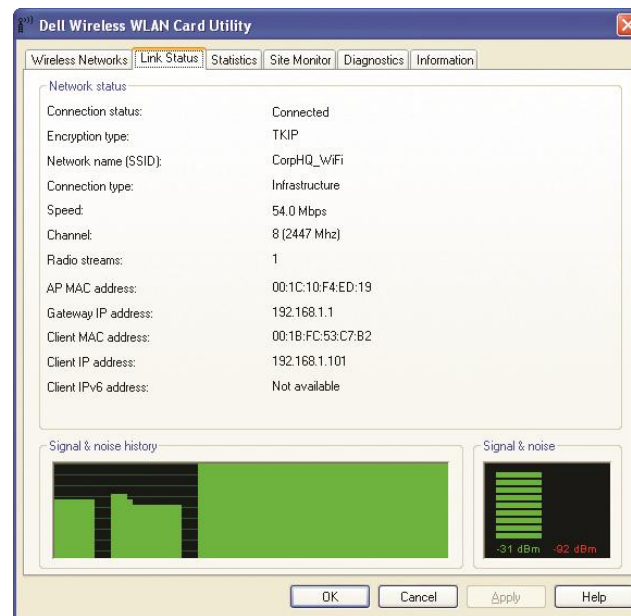 Dell Wireless WLAN Card Utility
Wireless Networks Link Status Statistics Site Monitor Diagnostics Information
Network status
Connection status: Connected
Encryption type: TKIP
Network name (SSID): CorpHQ_WiFi
Connection type: Infrastructure
Speed: 54.0 Mbps
Channel: 8 (2447 Mhz)
Radio streams: 1
AP MAC address: 00:1C:10:F4:ED:19
Gateway IP address: 192.168.1.1
Client MAC address: 00:1B:FC:53:C7:B2
Client IP address: 192.168.1.101
Client IPv6 address: Not available
Signal & noise history Signal & noise
-31 dBm -92 dBm
OK Cancel Apply Help